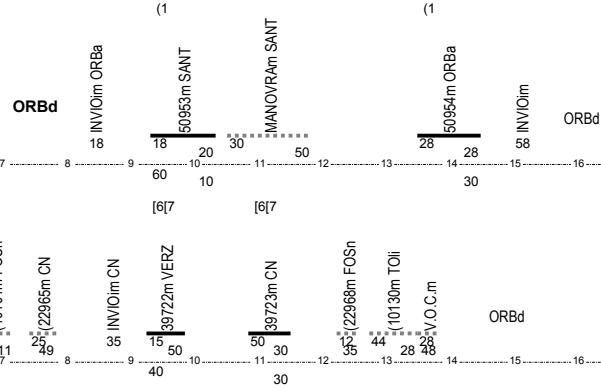 (1 (1
INVIOim ORBa
50953m SANT
MANOVRAm SANT
50954m ORBa
INVIOim
ORBd ORBd
18 18 20 30 50 28 28 58
7 8 9 10 11 12 13 14 15 16
60 10 30
[6[7 [6[7
(22965m CN
INVIOim CN
39722m VERZ
39723m CN
(22968m FOSn
(10130m TOli
V.O.C.m
ORBd
11 25 49 35 15 50 50 30 12 35 44 28 28 48
7 8 9 10 11 12 13 14 15 16
40 30